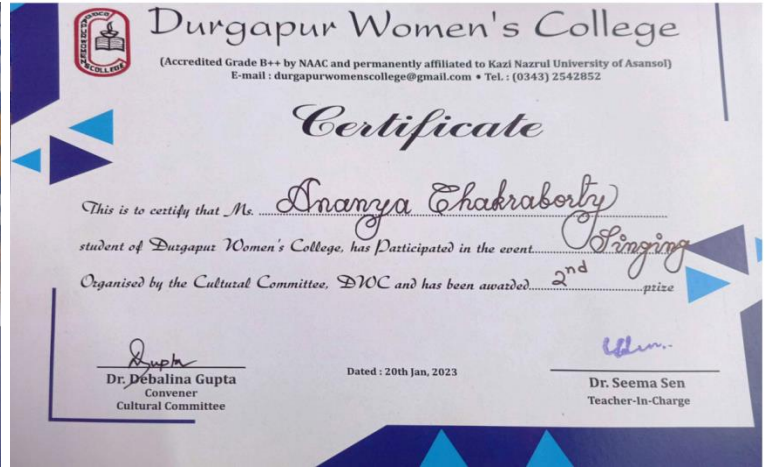 Durgapur Women's College
(Accredited Grade B++ by NAAC and permanently affiliated to Kazi Nazrul University of Asansol)
E-mail : durgapurwomenscollege@gmail.com • Tel. : (0343) 2542852
Certificate
This is to certify that Ms. Ananya Chakraborty
student of Durgapur Women's College, has Participated in the event Singing
Organised by the Cultural Committee, DWC and has been awarded 2nd prize
Dr. Debalina Gupta
Convener
Cultural Committee
Dated : 20th Jan, 2023
Dr. Seema Sen
Teacher-In-Charge